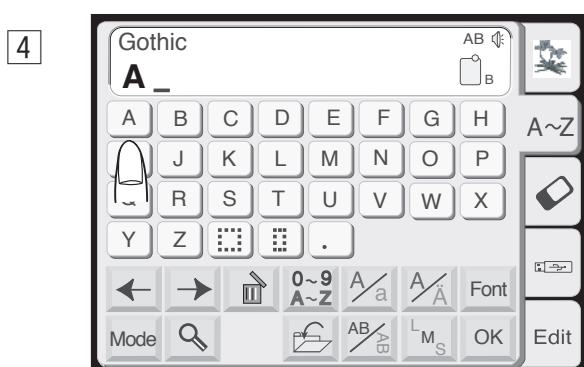 4
Gothic
AB
A _
B
A B C D E F G H
J K L M N O P
Q R S T U V W X
Y Z .
0~9
A~Z
A/a
A/Ä
Font
Mode
AB/AB
L M S
OK
A~Z
Edit